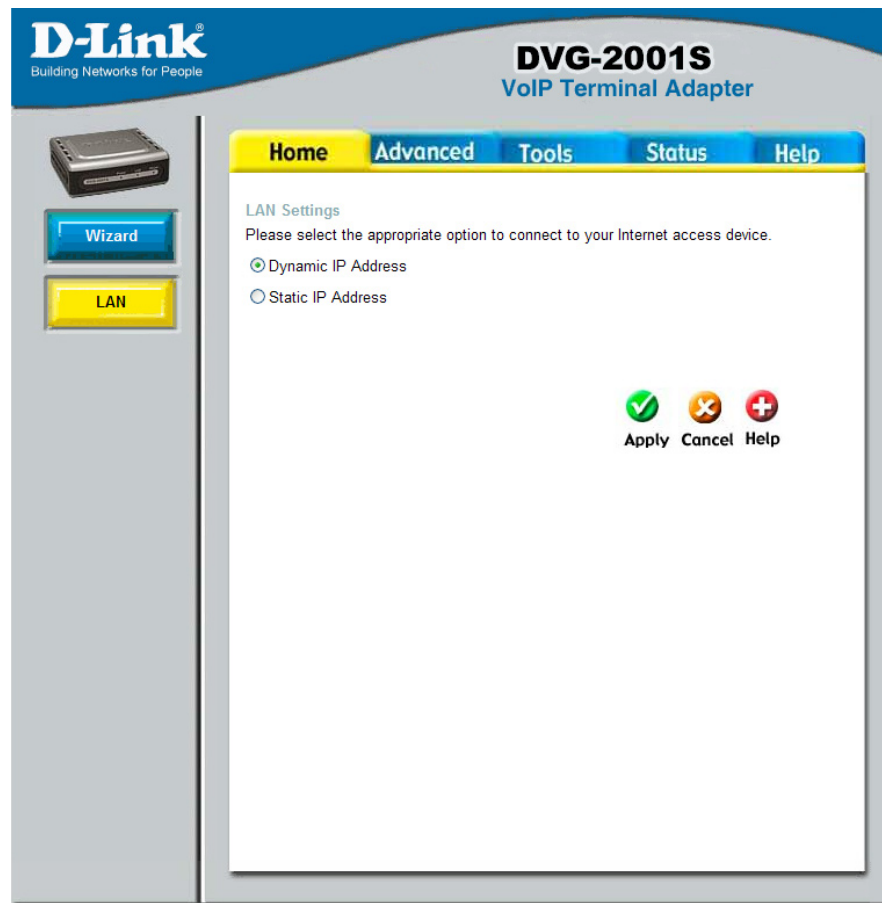 D-Link®
Building Networks for People
DVG-2001S
VoIP Terminal Adapter
Home Advanced Tools Status Help
Wizard
LAN
LAN Settings
Please select the appropriate option to connect to your Internet access device.
Dynamic IP Address
Static IP Address
Apply Cancel Help